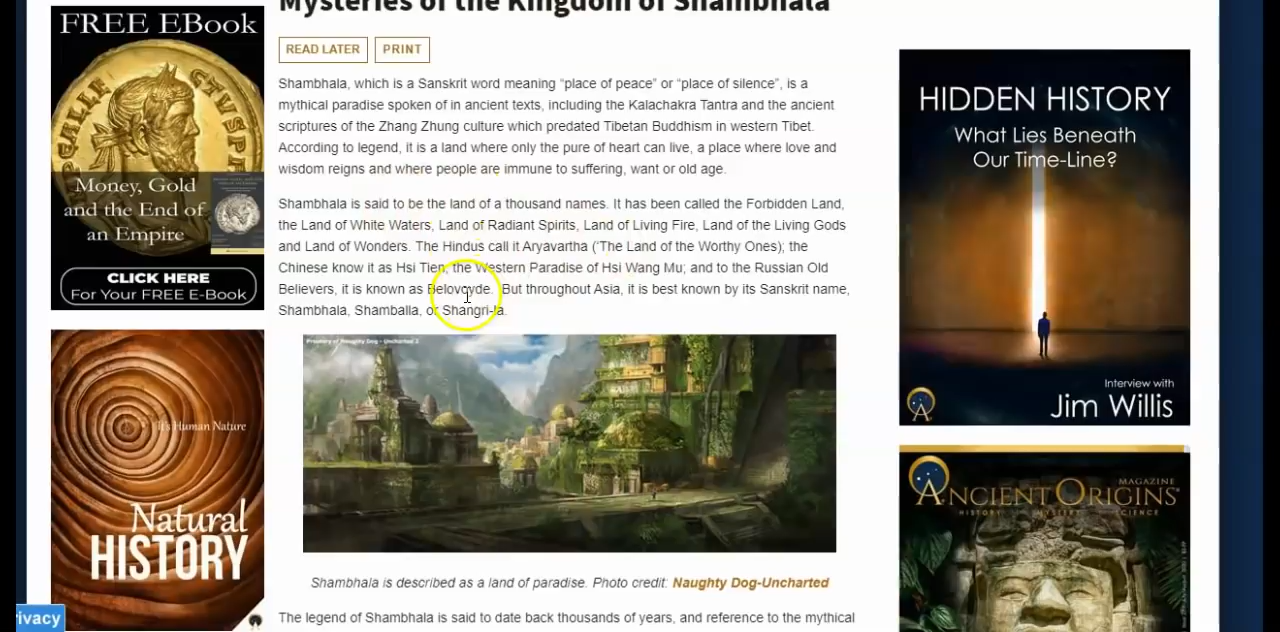 Mysteries of the Kingdom of Shambhala
READ LATER
PRINT
Shambhala, which is a Sanskrit word meaning “place of peace” or “place of silence”, is a
mythical paradise spoken of in ancient texts, including the Kalachakra Tantra and the ancient
scriptures of the Zhang Zhung culture which predated Tibetan Buddhism in western Tibet.
According to legend, it is a land where only the pure of heart can live, a place where love and
wisdom reigns and where people are immune to suffering, want or old age.
Shambhala is said to be the land of a thousand names. It has been called the Forbidden Land,
the Land of White Waters, Land of Radiant Spirits, Land of Living Fire, Land of the Living Gods
and Land of Wonders. The Hindus call it Aryavartha (‘The Land of the Worthy Ones); the
Chinese know it as Hsi Tien, the Western Paradise of Hsi Wang Mu; and to the Russian Old
Believers, it is known as Belovoyde. But throughout Asia, it is best known by its Sanskrit name,
Shambhala, Shamballa, or Shangri-la.
Naughty Dog - Uncharted 2
Shambhala is described as a land of paradise. Photo credit: Naughty Dog-Uncharted
The legend of Shambhala is said to date back thousands of years, and reference to the mythical
FREE EBook
Money, Gold
and the End of
an Empire
CLICK HERE
For Your FREE E-Book
It's Human Nature
Natural
HISTORY
rivacy
HIDDEN HISTORY
What Lies Beneath
Our Time-Line?
Interview with
Jim Willis
MAGAZINE
ANCIENT ORIGINS
HISTORY MYSTERY SCIENCE